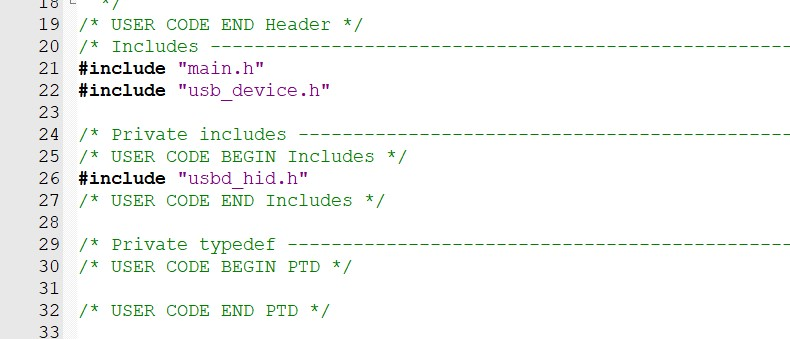 18 */
19 /* USER CODE END Header */
20 /* Includes ------------------------------------------------------
21 #include "main.h"
22 #include "usb_device.h"
23
24 /* Private includes ----------------------------------------------
25 /* USER CODE BEGIN Includes */
26 #include "usbd_hid.h"
27 /* USER CODE END Includes */
28
29 /* Private typedef -----------------------------------------------
30 /* USER CODE BEGIN PTD */
31
32 /* USER CODE END PTD */
33